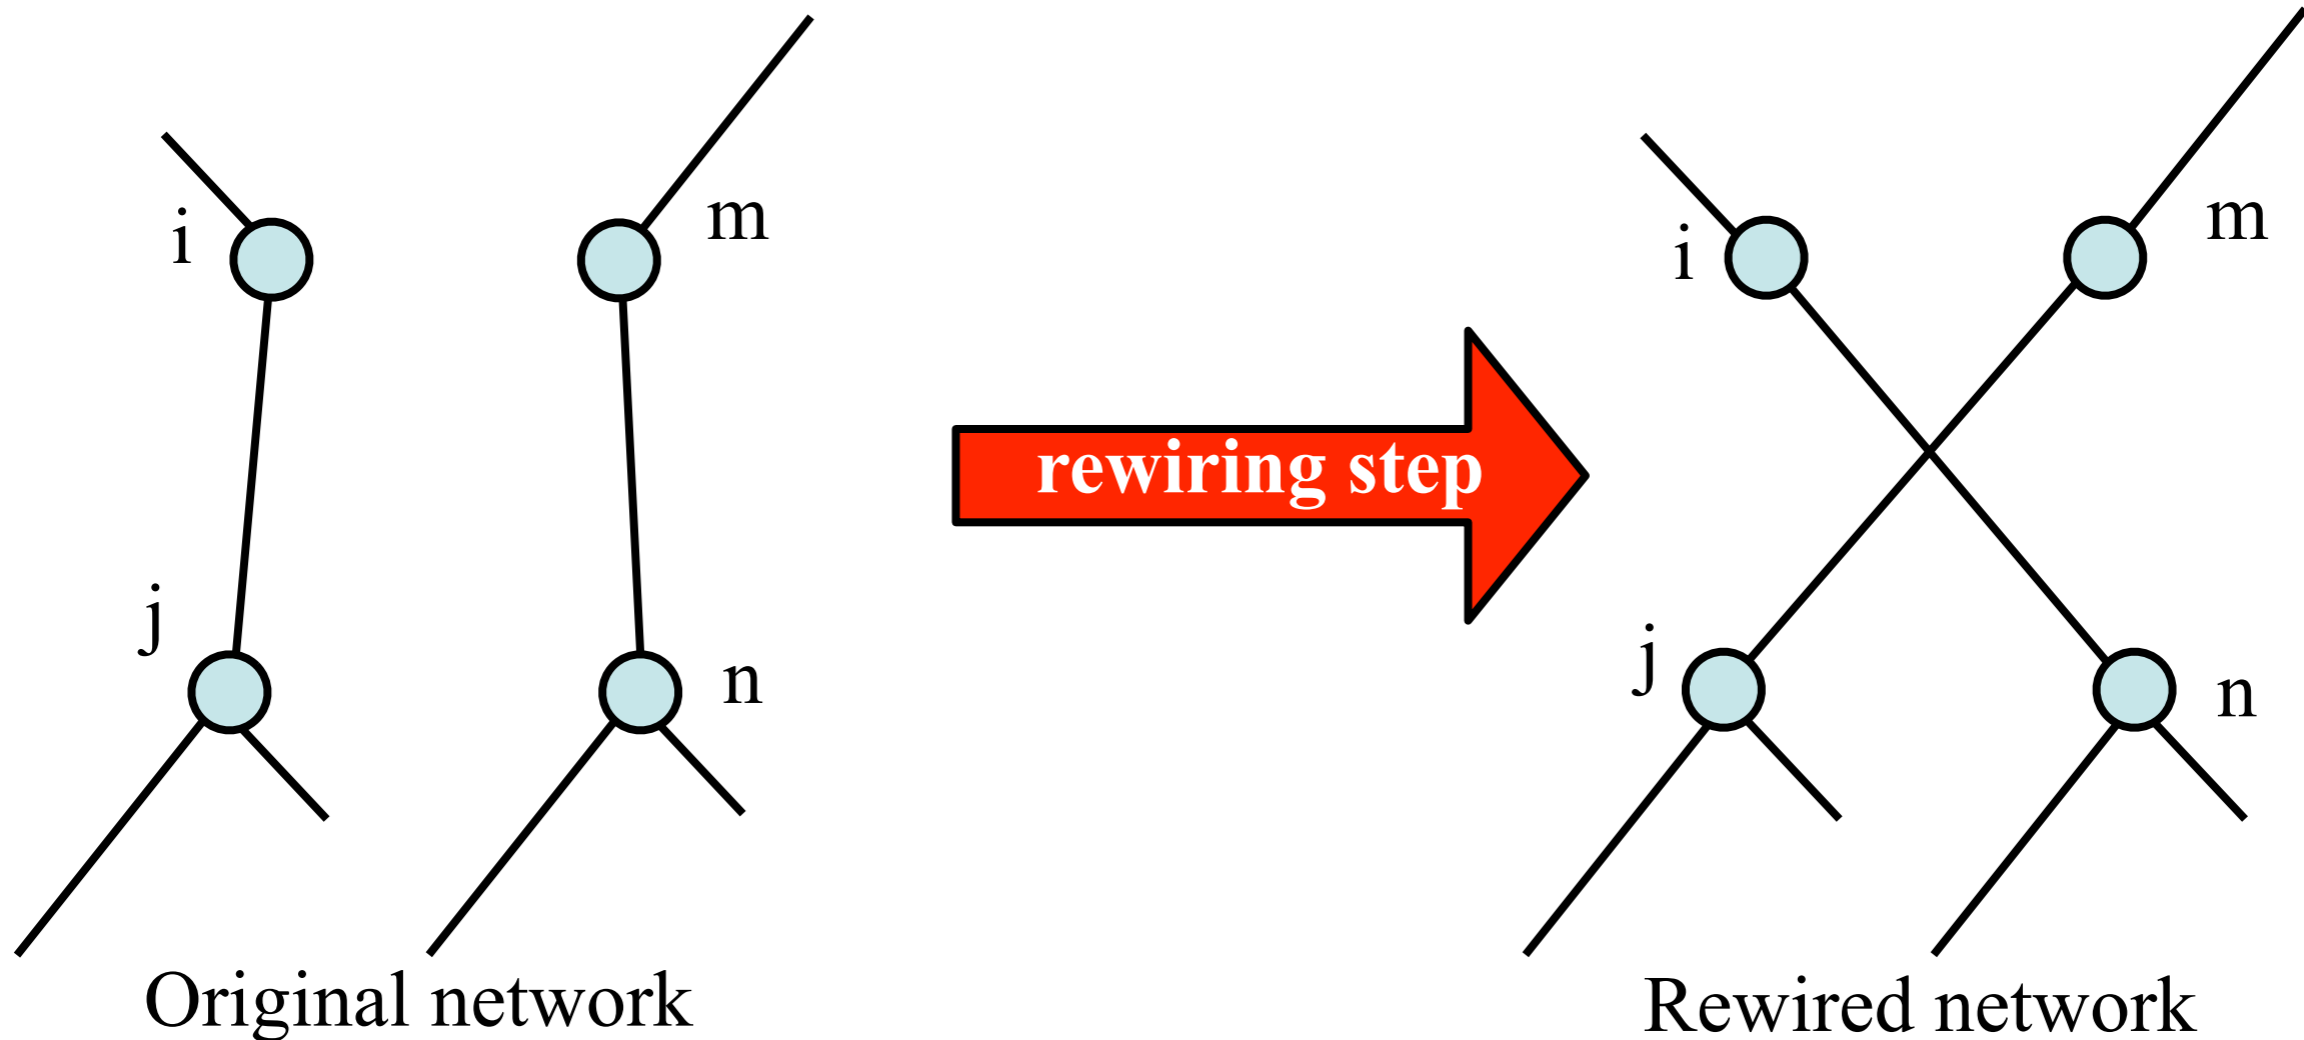 i
m
i
m
rewiring step
j
n
j
n
Original network
Rewired network